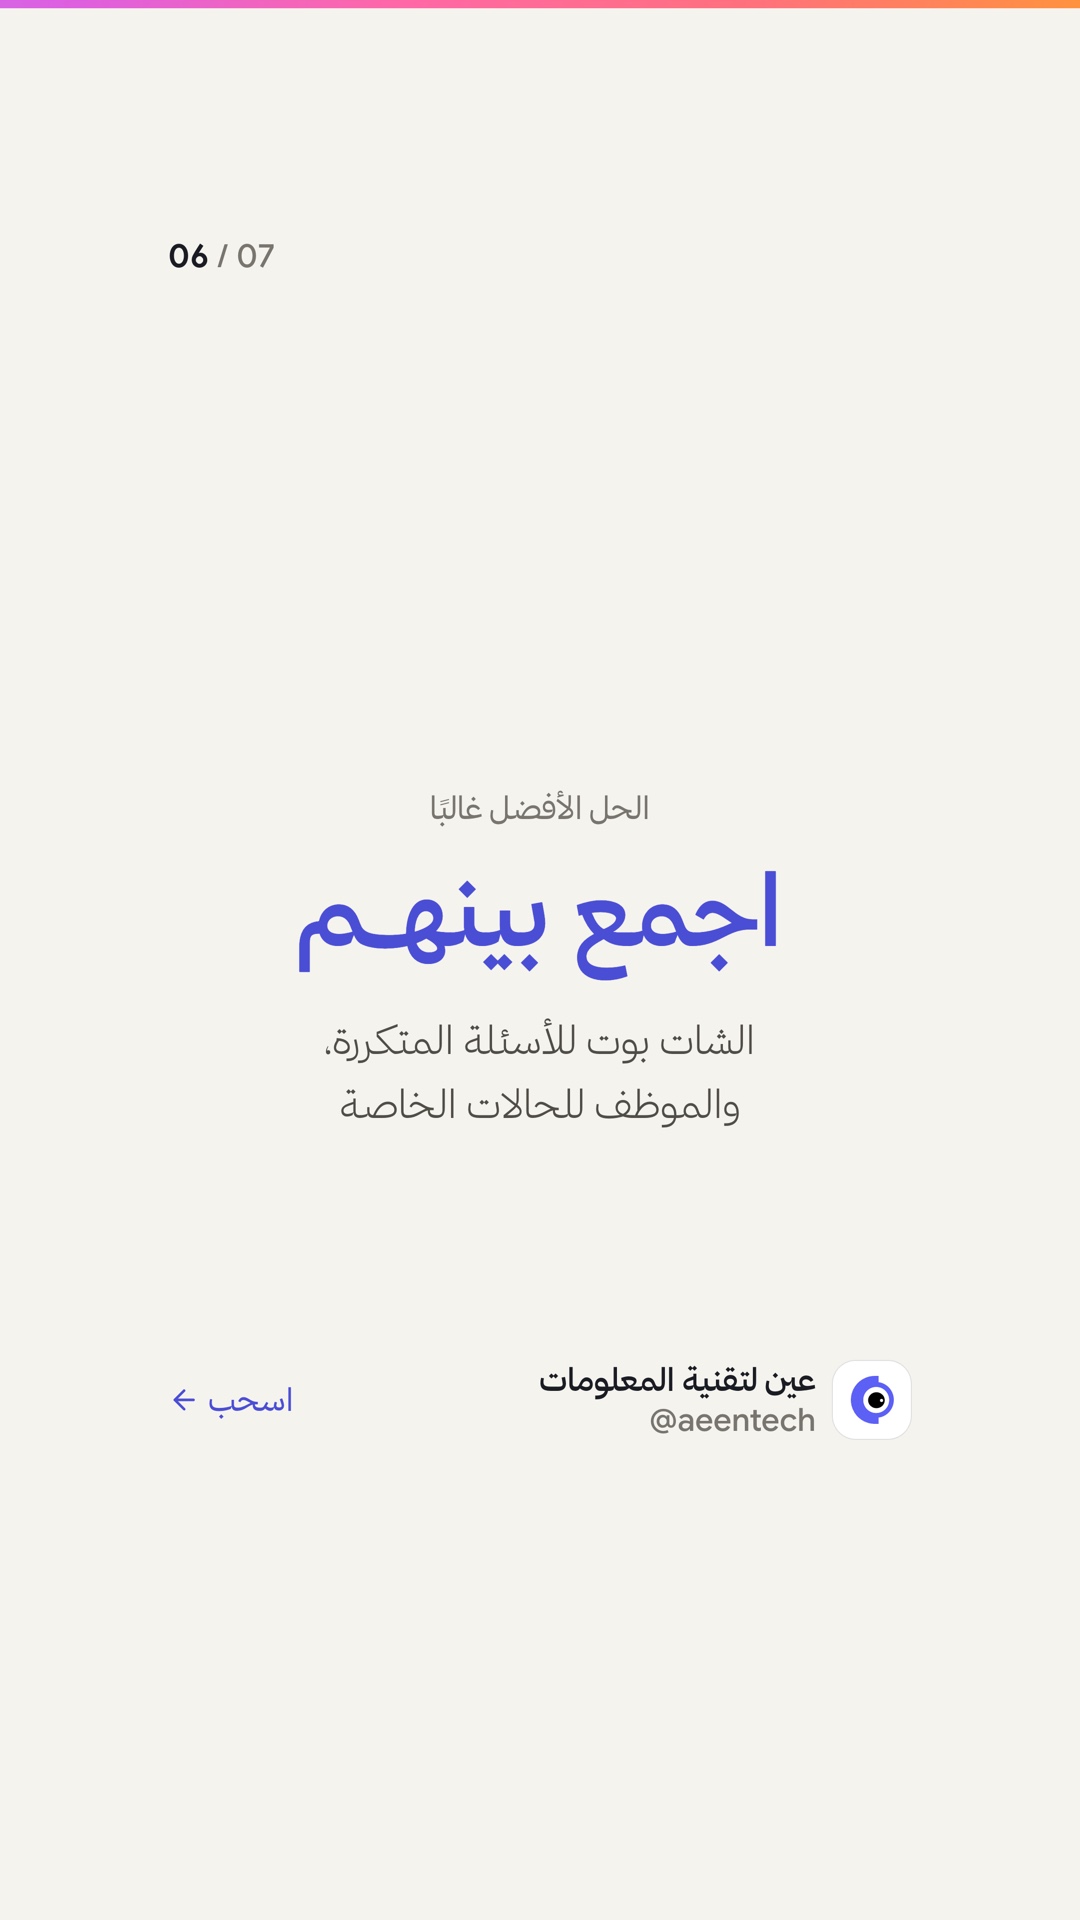 06 / 07
الحل الأفضل غالبًا
اجمع بينهم
الشات بوت للأسئلة المتكررة،
والموظف للحالات الخاصة
عين لتقنية المعلومات
@aeentech
اسحب ←